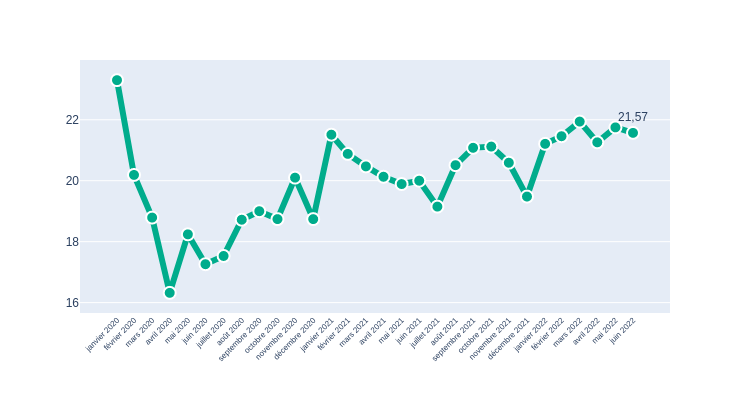 21,57
22
20
18
16
janvier 2020
février 2020
mars 2020
avril 2020
mai 2020
juin 2020
juillet 2020
août 2020
septembre 2020
octobre 2020
novembre 2020
décembre 2020
janvier 2021
février 2021
mars 2021
avril 2021
mai 2021
juin 2021
juillet 2021
août 2021
septembre 2021
octobre 2021
novembre 2021
décembre 2021
janvier 2022
février 2022
mars 2022
avril 2022
mai 2022
juin 2022